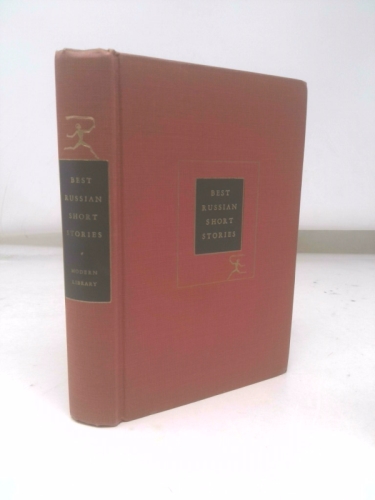 BEST
RUSSIAN
SHORT
STORIES
MODERN
LIBRARY
BEST
RUSSIAN
SHORT
STORIES